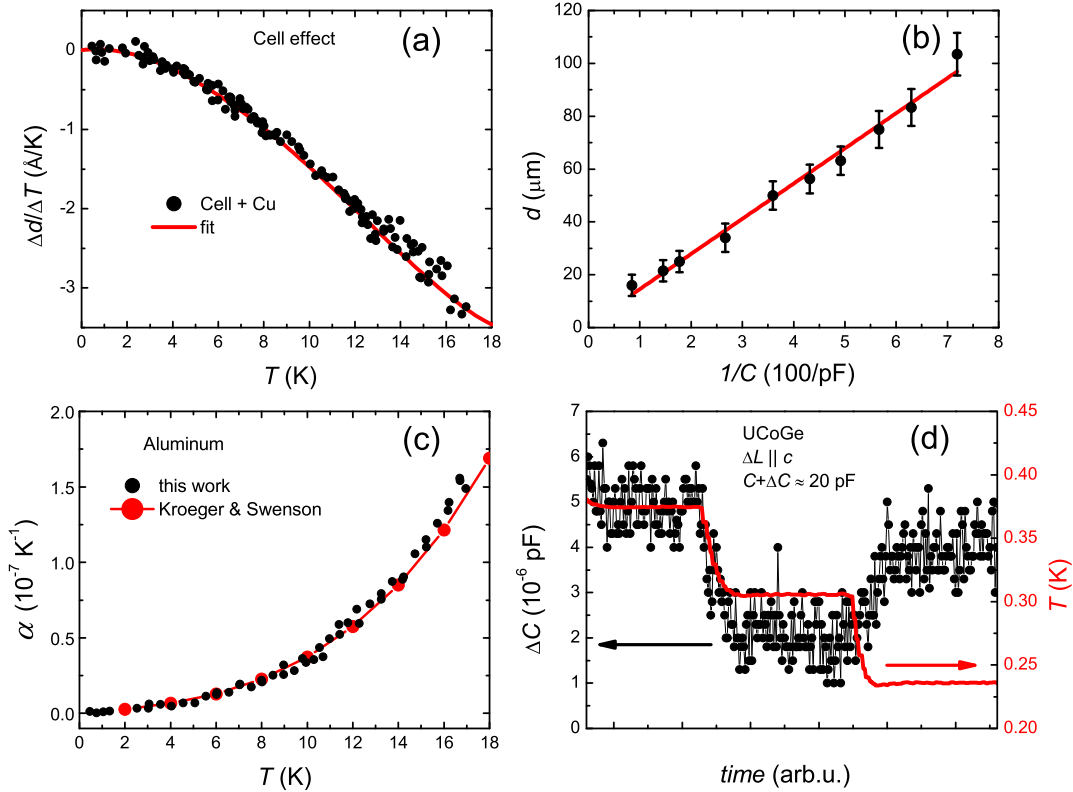 Cell effect
(a)
0
-1
-2
-3
Δd/ΔT (Å/K)
Cell + Cu
fit
0 2 4 6 8 10 12 14 16 18
T (K)
(b)
120
100
80
60
40
20
0
d (μm)
0 1 2 3 4 5 6 7 8
1/C (100/pF)
(c)
Aluminum
this work
Kroeger & Swenson
2.0
1.5
1.0
0.5
0.0
α (10⁻⁷ K⁻¹)
0 2 4 6 8 10 12 14 16 18
T (K)
(d)
UCoGe
ΔL || c
C+ΔC ≈ 20 pF
7
6
5
4
3
2
1
0
ΔC (10⁻⁶ pF)
0.45
0.40
0.35
0.30
0.25
0.20
T (K)
time (arb.u.)